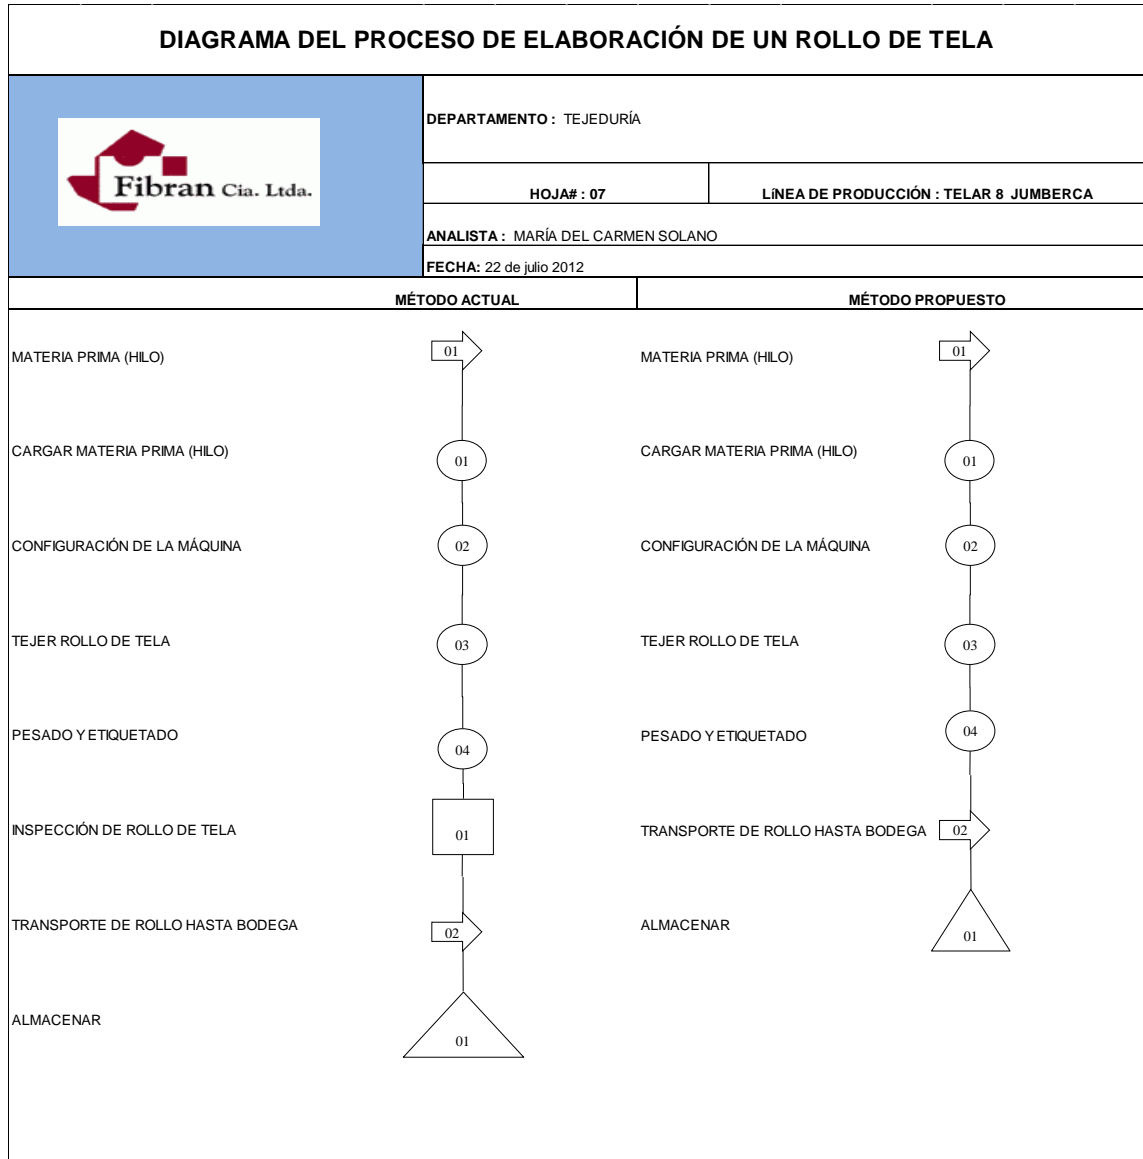 DIAGRAMA DEL PROCESO DE ELABORACIÓN DE UN ROLLO DE TELA
Fibran Cia. Ltda.
DEPARTAMENTO : TEJEDURÍA
HOJA# : 07
LíNEA DE PRODUCCIÓN : TELAR 8 JUMBERCA
ANALISTA : MARÍA DEL CARMEN SOLANO
FECHA: 22 de julio 2012
MÉTODO ACTUAL
MATERIA PRIMA (HILO) 01
CARGAR MATERIA PRIMA (HILO) 01
CONFIGURACIÓN DE LA MÁQUINA 02
TEJER ROLLO DE TELA 03
PESADO Y ETIQUETADO 04
INSPECCIÓN DE ROLLO DE TELA 01
TRANSPORTE DE ROLLO HASTA BODEGA 02
ALMACENAR 01
MÉTODO PROPUESTO
MATERIA PRIMA (HILO) 01
CARGAR MATERIA PRIMA (HILO) 01
CONFIGURACIÓN DE LA MÁQUINA 02
TEJER ROLLO DE TELA 03
PESADO Y ETIQUETADO 04
TRANSPORTE DE ROLLO HASTA BODEGA 02
ALMACENAR 01